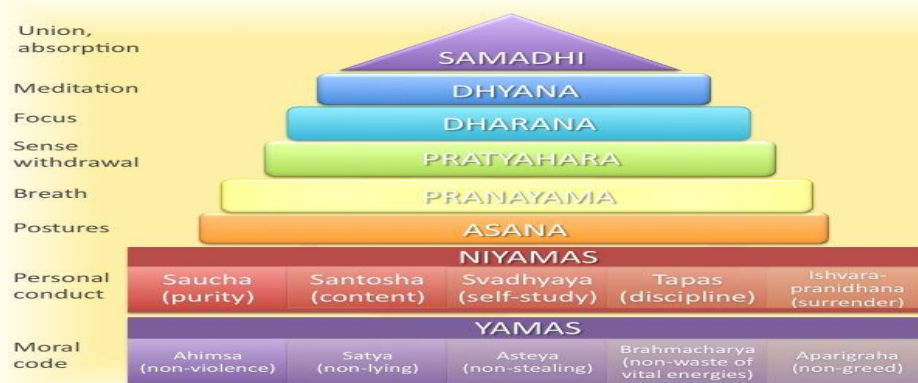 Union,
absorption
SAMADHI
Meditation
DHYANA
Focus
DHARANA
Sense
withdrawal
PRATYAHARA
Breath
PRANAYAMA
Postures
ASANA
NIYAMAS
Personal
conduct
Saucha
(purity)
Santosha
(content)
Svadhyaya
(self-study)
Tapas
(discipline)
Ishvara-
pranidhana
(surrender)
YAMAS
Moral
code
Ahimsa
(non-violence)
Satya
(non-lying)
Asteya
(non-stealing)
Brahmacharya
(non-waste of
vital energies)
Aparigraha
(non-greed)